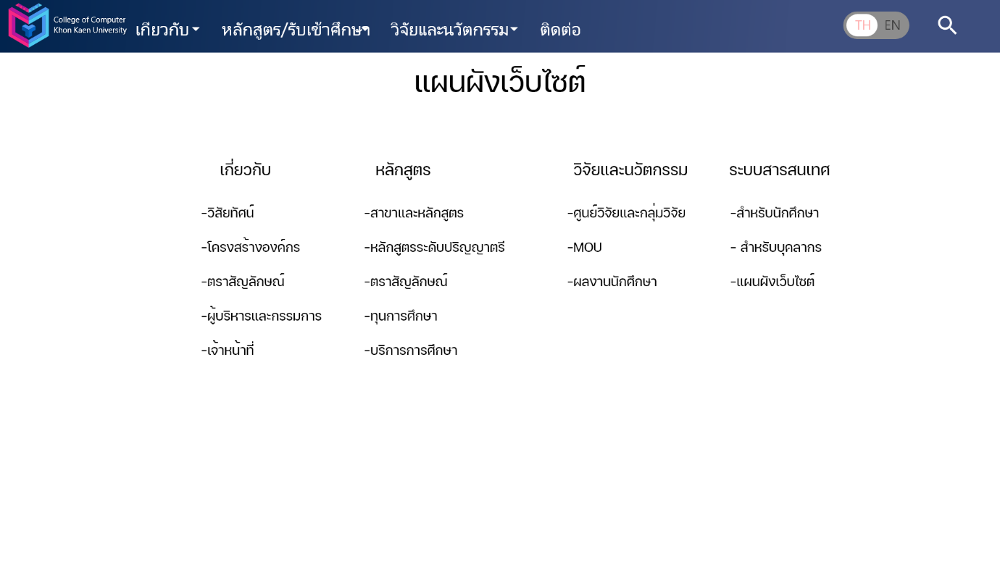 College of Computer
Khon Kaen University
เกี่ยวกับ
หลักสูตร/รับเข้าศึกษา
วิจัยและนวัตกรรม
ติดต่อ
TH
EN
แผนผังเว็บไซต์
เกี่ยวกับ
หลักสูตร
วิจัยและนวัตกรรม
ระบบสารสนเทศ
-วิสัยทัศน์
-สาขาและหลักสูตร
-ศูนย์วิจัยและกลุ่มวิจัย
-สำหรับนักศึกษา
-โครงสร้างองค์กร
-หลักสูตรระดับปริญญาตรี
-MOU
- สำหรับบุคลากร
-ตราสัญลักษณ์
-ตราสัญลักษณ์
-ผลงานนักศึกษา
-แผนผังเว็บไซต์
-ผู้บริหารและกรรมการ
-ทุนการศึกษา
-เจ้าหน้าที่
-บริการการศึกษา